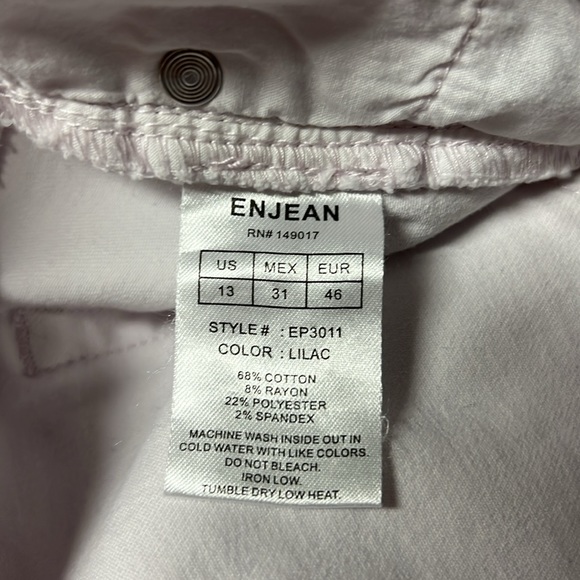 ENJEAN
RN# 149017
US MEX EUR
13 31 46
STYLE# : EP3011
COLOR : LILAC
68% COTTON
8% RAYON
22% POLYESTER
2% SPANDEX
MACHINE WASH INSIDE OUT IN
COLD WATER WITH LIKE COLORS.
DO NOT BLEACH.
IRON LOW.
TUMBLE DRY LOW HEAT.